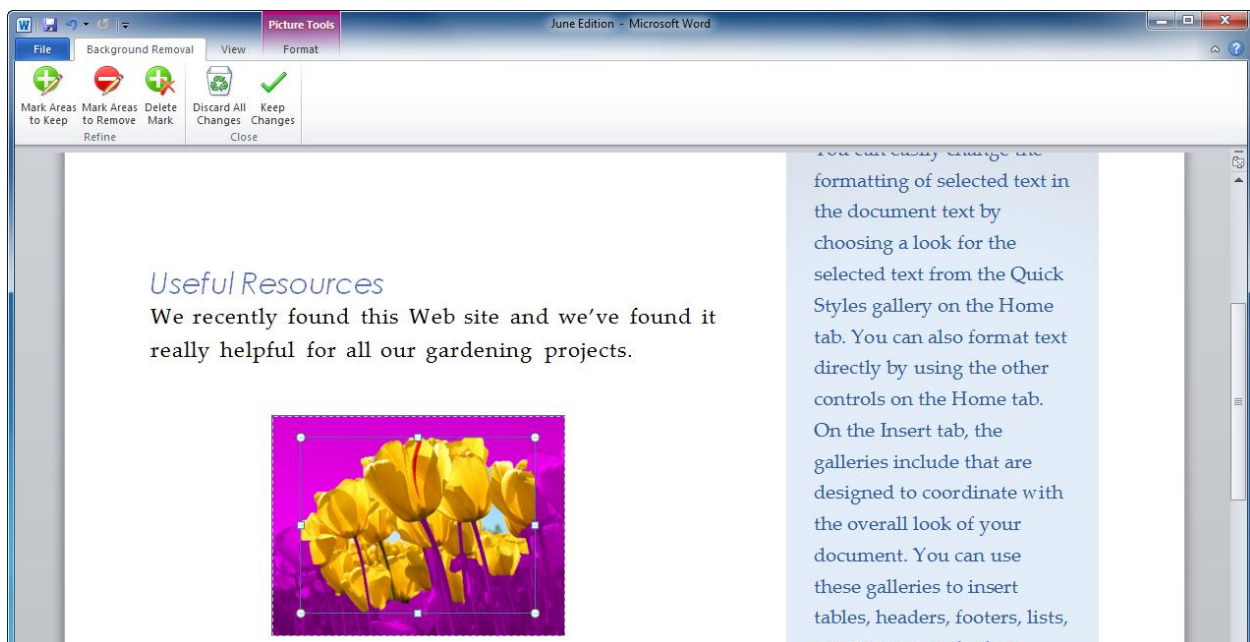 June Edition - Microsoft Word
Picture Tools
File Background Removal View Format
Mark Areas to Keep
Mark Areas to Remove
Delete Mark
Discard All Changes
Keep Changes
Refine
Close
You can easily change the
formatting of selected text in
the document text by
choosing a look for the
selected text from the Quick
Styles gallery on the Home
tab. You can also format text
directly by using the other
controls on the Home tab.
On the Insert tab, the
galleries include that are
designed to coordinate with
the overall look of your
document. You can use
these galleries to insert
tables, headers, footers, lists,
Useful Resources
We recently found this Web site and we've found it
really helpful for all our gardening projects.